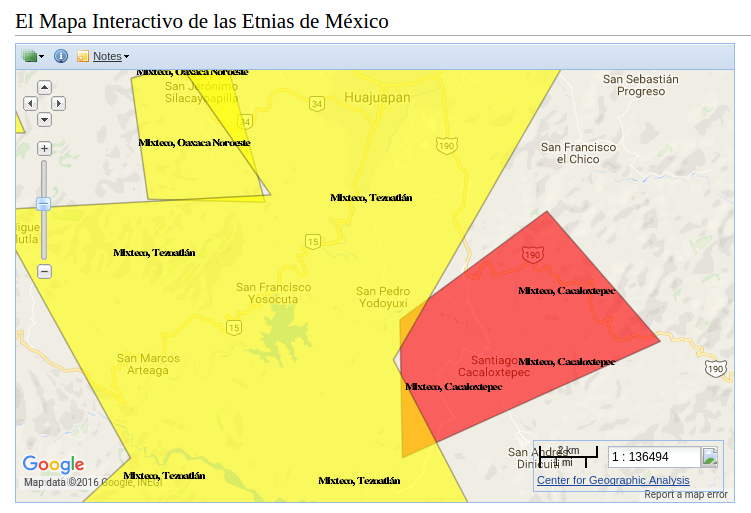 El Mapa Interactivo de las Etnias de México
Notes
Mixteco, Oaxaca Noroeste
San Jerónimo
Silacayoapilla
34
Huajuapan
San Sebastián
Progreso
34
Mixteco, Oaxaca Noroeste
190
San Francisco
el Chico
Mixteco, Tezoatlán
15
Mixteco, Tezoatlán
190
San Francisco
Yosocuta
San Pedro
Yodoyuxi
Mixteco, Cacaloxtepec
15
San Marcos
Arteaga
Santiago
Cacaloxtepec
Mixteco, Cacaloxtepec
190
Mixteco, Cacaloxtepec
San Andrés
Dinicuiti
2 km
1 mi
1 : 136494
Google
Mixteco, Tezoatlán
Mixteco, Tezoatlán
Map data ©2016 Google, INEGI
Center for Geographic Analysis
Report a map error